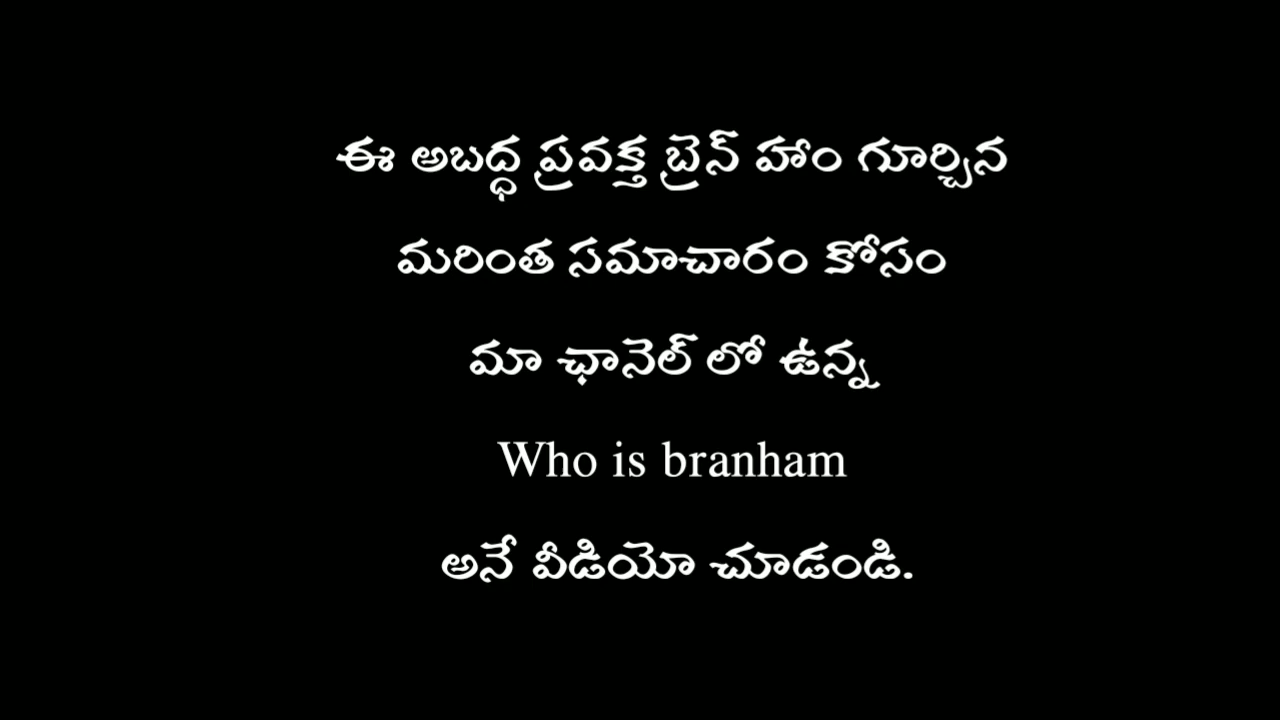 ఈ అబద్ధ ప్రవక్త బ్రెన్ హాం గూర్చిన
మరింత సమాచారం కోసం
మా ఛానెల్ లో ఉన్న
Who is branham
అనే వీడియో చూడండి.